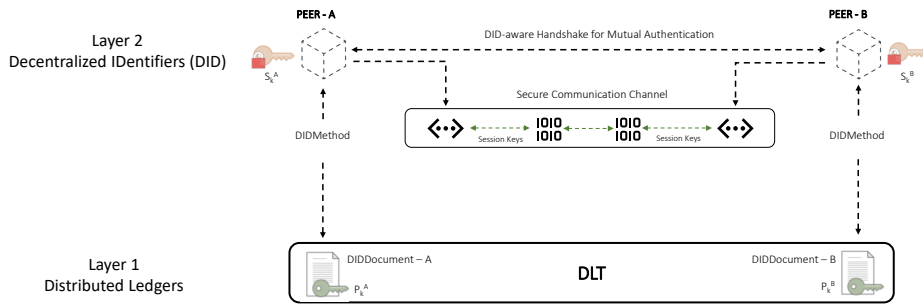 PEER - A
PEER - B
Layer 2
Decentralized IDentifiers (DID)
DID-aware Handshake for Mutual Authentication
S_k^A
S_k^B
Secure Communication Channel
DIDMethod
<···>
1010
1010
1010
1010
<···>
DIDMethod
Session Keys
Session Keys
Layer 1
Distributed Ledgers
DIDDocument – A
DLT
DIDDocument – B
P_k^A
P_k^B